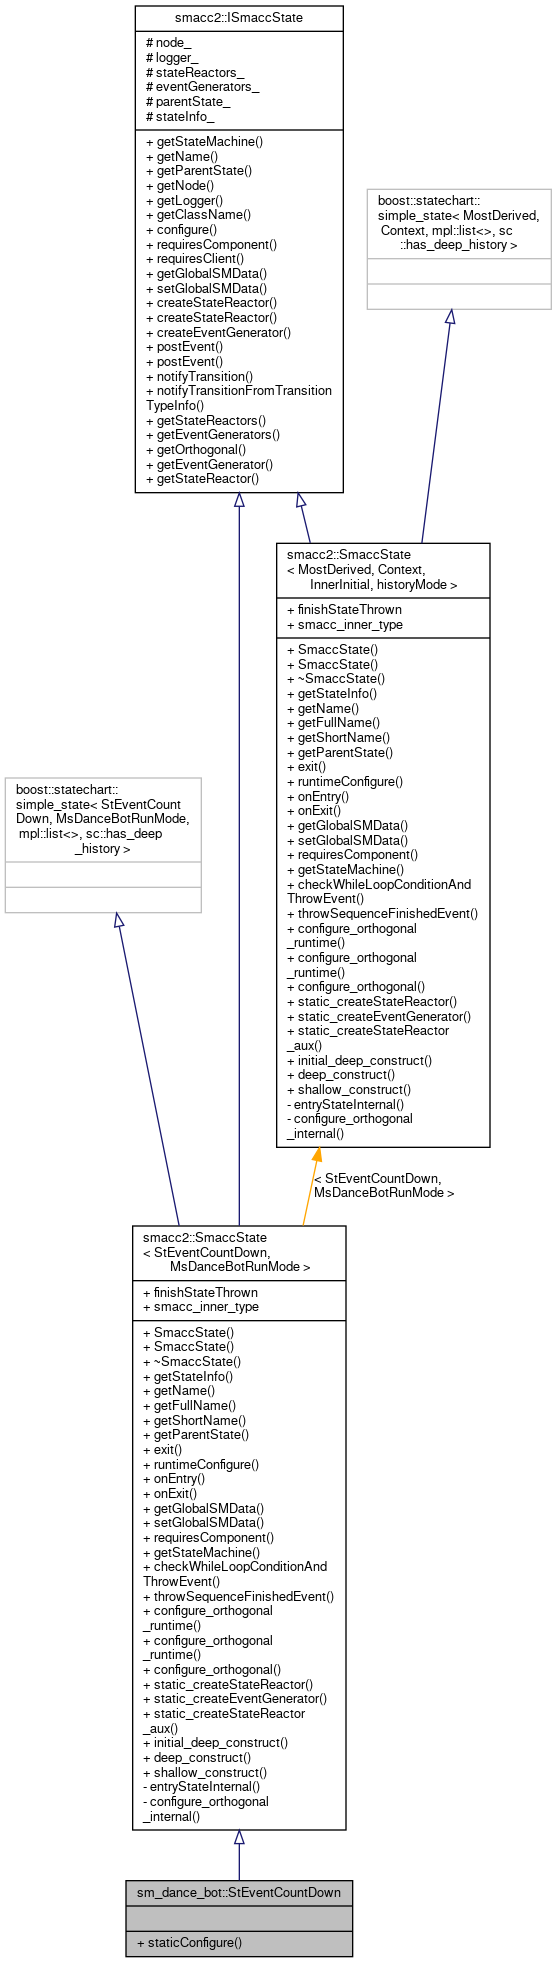 smacc2::ISmaccState
# node_
# logger_
# stateReactors_
# eventGenerators_
# parentState_
# stateInfo_
+ getStateMachine()
+ getName()
+ getParentState()
+ getNode()
+ getLogger()
+ getClassName()
+ configure()
+ requiresComponent()
+ requiresClient()
+ getGlobalSMData()
+ setGlobalSMData()
+ createStateReactor()
+ createStateReactor()
+ createEventGenerator()
+ postEvent()
+ postEvent()
+ notifyTransition()
+ notifyTransitionFromTransition
TypeInfo()
+ getStateReactors()
+ getEventGenerators()
+ getOrthogonal()
+ getEventGenerator()
+ getStateReactor()
boost::statechart::
simple_state< MostDerived,
Context, mpl::list<>, sc
::has_deep_history >
smacc2::SmaccState
< MostDerived, Context,
InnerInitial, historyMode >
+ finishStateThrown
+ smacc_inner_type
+ SmaccState()
+ SmaccState()
+ ~SmaccState()
+ getStateInfo()
+ getName()
+ getFullName()
+ getShortName()
+ getParentState()
+ exit()
+ runtimeConfigure()
+ onEntry()
+ onExit()
+ getGlobalSMData()
+ setGlobalSMData()
+ requiresComponent()
+ getStateMachine()
+ checkWhileLoopConditionAnd
ThrowEvent()
+ throwSequenceFinishedEvent()
+ configure_orthogonal
_runtime()
+ configure_orthogonal
_runtime()
+ configure_orthogonal()
+ static_createStateReactor()
+ static_createEventGenerator()
+ static_createStateReactor
_aux()
+ initial_deep_construct()
+ deep_construct()
+ shallow_construct()
- entryStateInternal()
- configure_orthogonal
_internal()
boost::statechart::
simple_state< StEventCount
Down, MsDanceBotRunMode,
mpl::list<>, sc::has_deep
_history >
< StEventCountDown,
MsDanceBotRunMode >
smacc2::SmaccState
< StEventCountDown,
MsDanceBotRunMode >
+ finishStateThrown
+ smacc_inner_type
+ SmaccState()
+ SmaccState()
+ ~SmaccState()
+ getStateInfo()
+ getName()
+ getFullName()
+ getShortName()
+ getParentState()
+ exit()
+ runtimeConfigure()
+ onEntry()
+ onExit()
+ getGlobalSMData()
+ setGlobalSMData()
+ requiresComponent()
+ getStateMachine()
+ checkWhileLoopConditionAnd
ThrowEvent()
+ throwSequenceFinishedEvent()
+ configure_orthogonal
_runtime()
+ configure_orthogonal
_runtime()
+ configure_orthogonal()
+ static_createStateReactor()
+ static_createEventGenerator()
+ static_createStateReactor
_aux()
+ initial_deep_construct()
+ deep_construct()
+ shallow_construct()
- entryStateInternal()
- configure_orthogonal
_internal()
sm_dance_bot::StEventCountDown
+ staticConfigure()